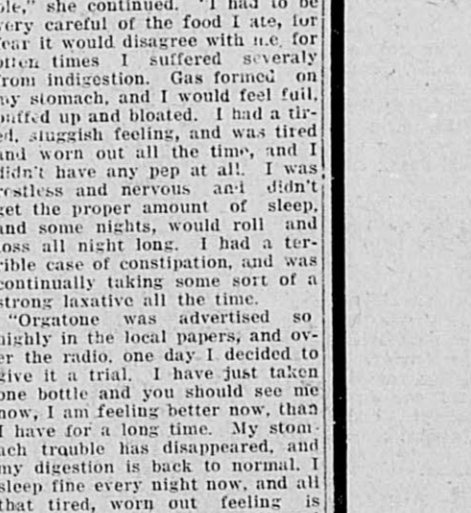 ble," she continued. "I had to be
very careful of the food I ate, for
fear it would disagree with me, for
often times I suffered severaly
from indigestion. Gas formed on
my stomach, and I would feel full,
puffed up and bloated. I had a tir-
ed, sluggish feeling, and was tired
and worn out all the time, and I
didn't have any pep at all. I was
restless and nervous and didn't
get the proper amount of sleep,
and some nights, would roll and
toss all night long. I had a ter-
rible case of constipation, and was
continually taking some sort of a
strong laxative all the time.
"Orgatone was advertised so
highly in the local papers, and ov-
er the radio, one day I decided to
give it a trial. I have just taken
one bottle and you should see me
now, I am feeling better now, than
I have for a long time. My stom-
ach trouble has disappeared, and
my digestion is back to normal. I
sleep fine every night now, and all
that tired, worn out feeling is